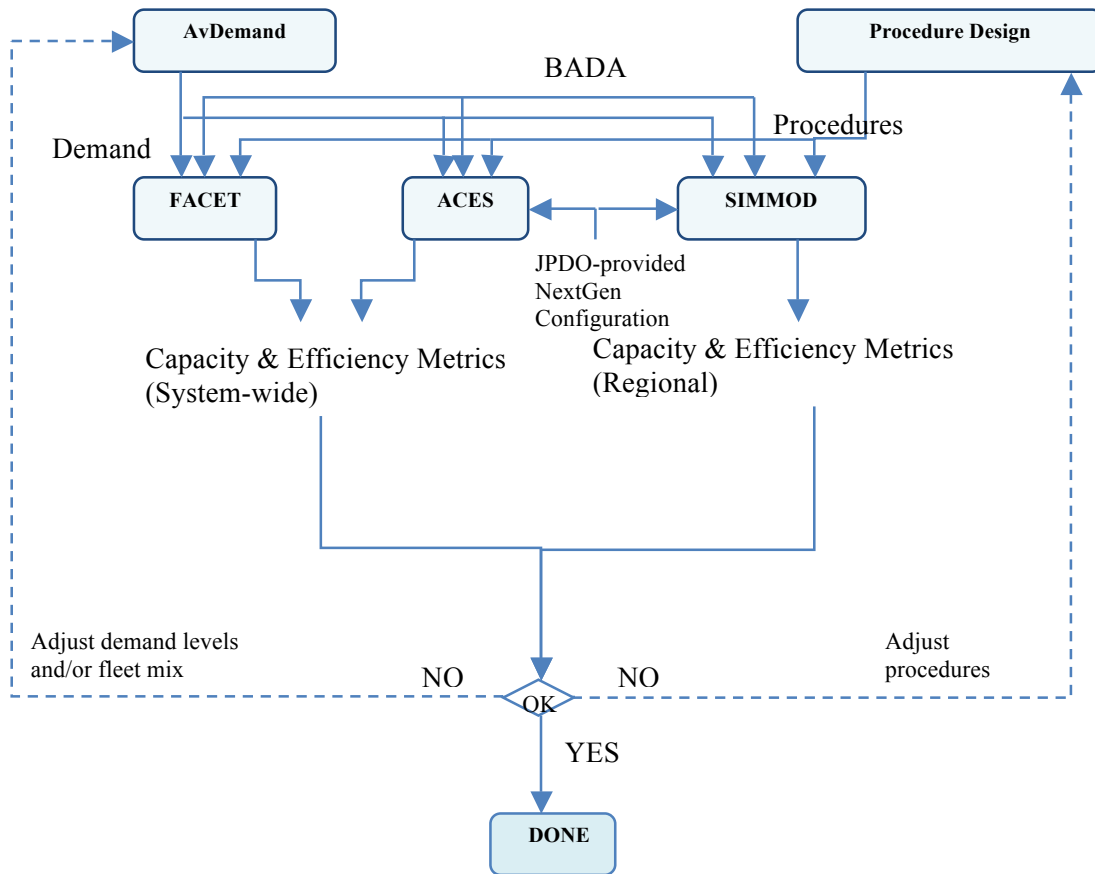 AvDemand
Procedure Design
BADA
Demand
Procedures
FACET
ACES
SIMMOD
JPDO-provided
NextGen
Configuration
Capacity & Efficiency Metrics
(System-wide)
Capacity & Efficiency Metrics
(Regional)
Adjust demand levels
and/or fleet mix
NO
NO
Adjust
procedures
OK
YES
DONE